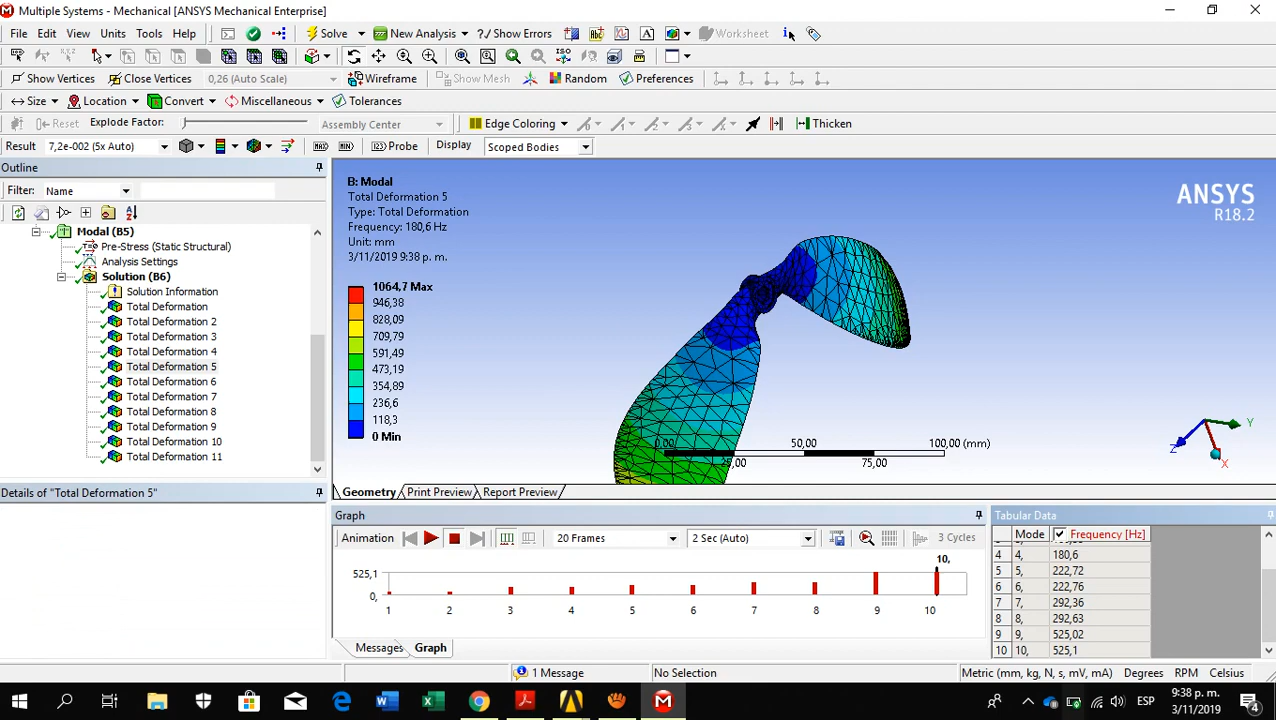 Multiple Systems - Mechanical [ANSYS Mechanical Enterprise]
File Edit View Units Tools Help Solve New Analysis ?/ Show Errors Worksheet
Show Vertices Close Vertices 0,26 (Auto Scale) Wireframe Show Mesh Random Preferences
Size Location Convert Miscellaneous Tolerances
Reset Explode Factor: Assembly Center Edge Coloring Thicken
Result 7,2e-002 (5x Auto) Probe Display Scoped Bodies
Outline
Filter: Name
Modal (B5)
Pre-Stress (Static Structural)
Analysis Settings
Solution (B6)
Solution Information
Total Deformation
Total Deformation 2
Total Deformation 3
Total Deformation 4
Total Deformation 5
Total Deformation 6
Total Deformation 7
Total Deformation 8
Total Deformation 9
Total Deformation 10
Total Deformation 11
Details of "Total Deformation 5"
B: Modal
Total Deformation 5
Type: Total Deformation
Frequency: 180,6 Hz
Unit: mm
3/11/2019 9:38 p. m.
1064,7 Max
946,38
828,09
709,79
591,49
473,19
354,89
236,6
118,3
0 Min
ANSYS
R18.2
0,00 50,00 100,00 (mm)
25,00 75,00
Y
Z
X
Geometry Print Preview Report Preview
Graph
Animation 20 Frames 2 Sec (Auto) 3 Cycles
10,
525,1
0,
1 2 3 4 5 6 7 8 9 10
Messages Graph
Tabular Data
Mode Frequency [Hz]
4 4, 180,6
5 5, 222,72
6 6, 222,76
7 7, 292,36
8 8, 292,63
9 9, 525,02
10 10, 525,1
1 Message No Selection Metric (mm, kg, N, s, mV, mA) Degrees RPM Celsius
ESP
9:38 p. m.
3/11/2019
4